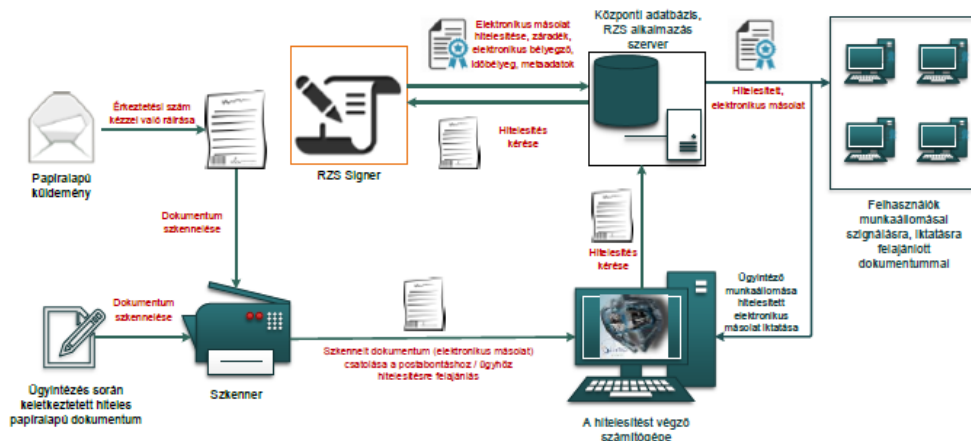 Elektronikus másolat
hitelesítése, záradék,
elektronikus bélyegző,
időbélyeg, metaadatok
Központi adatbázis,
RZS alkalmazás
szerver
Érkeztetési szám
kézzel való ráírása
Hitelesített,
elektronikus másolat
Hitelesítés
kérése
RZS Signer
Papíralapú
küldemény
Felhasználók
munkaállomásai
szignálásra, iktatásra
felajánlott
dokumentummal
Dokumentum
szkennelése
Hitelesítés
kérése
Ügyintéző
munkaállomása
hitelesített
elektronikus
másolat iktatása
Dokumentum
szkennelése
Szkennelt dokumentum (elektronikus másolat)
csatolása a postabontáshoz / ügyhöz
hitelesítésre felajánlás
Szkenner
Ügyintézés során
keletkeztetett hiteles
papíralapú dokumentum
A hitelesítést végző
számítógépe